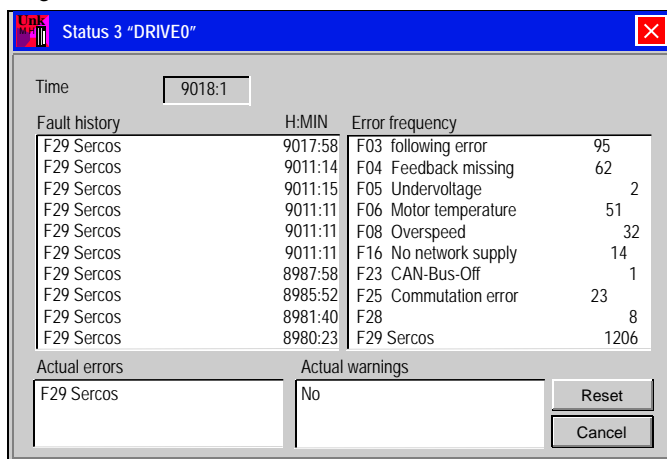 Unk
M/H
Status 3 “DRIVE0”
Time 9018:1
Fault history H:MIN
F29 Sercos 9017:58
F29 Sercos 9011:14
F29 Sercos 9011:15
F29 Sercos 9011:11
F29 Sercos 9011:11
F29 Sercos 9011:11
F29 Sercos 8987:58
F29 Sercos 8985:52
F29 Sercos 8981:40
F29 Sercos 8980:23
Error frequency
F03 following error 95
F04 Feedback missing 62
F05 Undervoltage 2
F06 Motor temperature 51
F08 Overspeed 32
F16 No network supply 14
F23 CAN-Bus-Off 1
F25 Commutation error 23
F28 8
F29 Sercos 1206
Actual errors
F29 Sercos
Actual warnings
No
Reset
Cancel